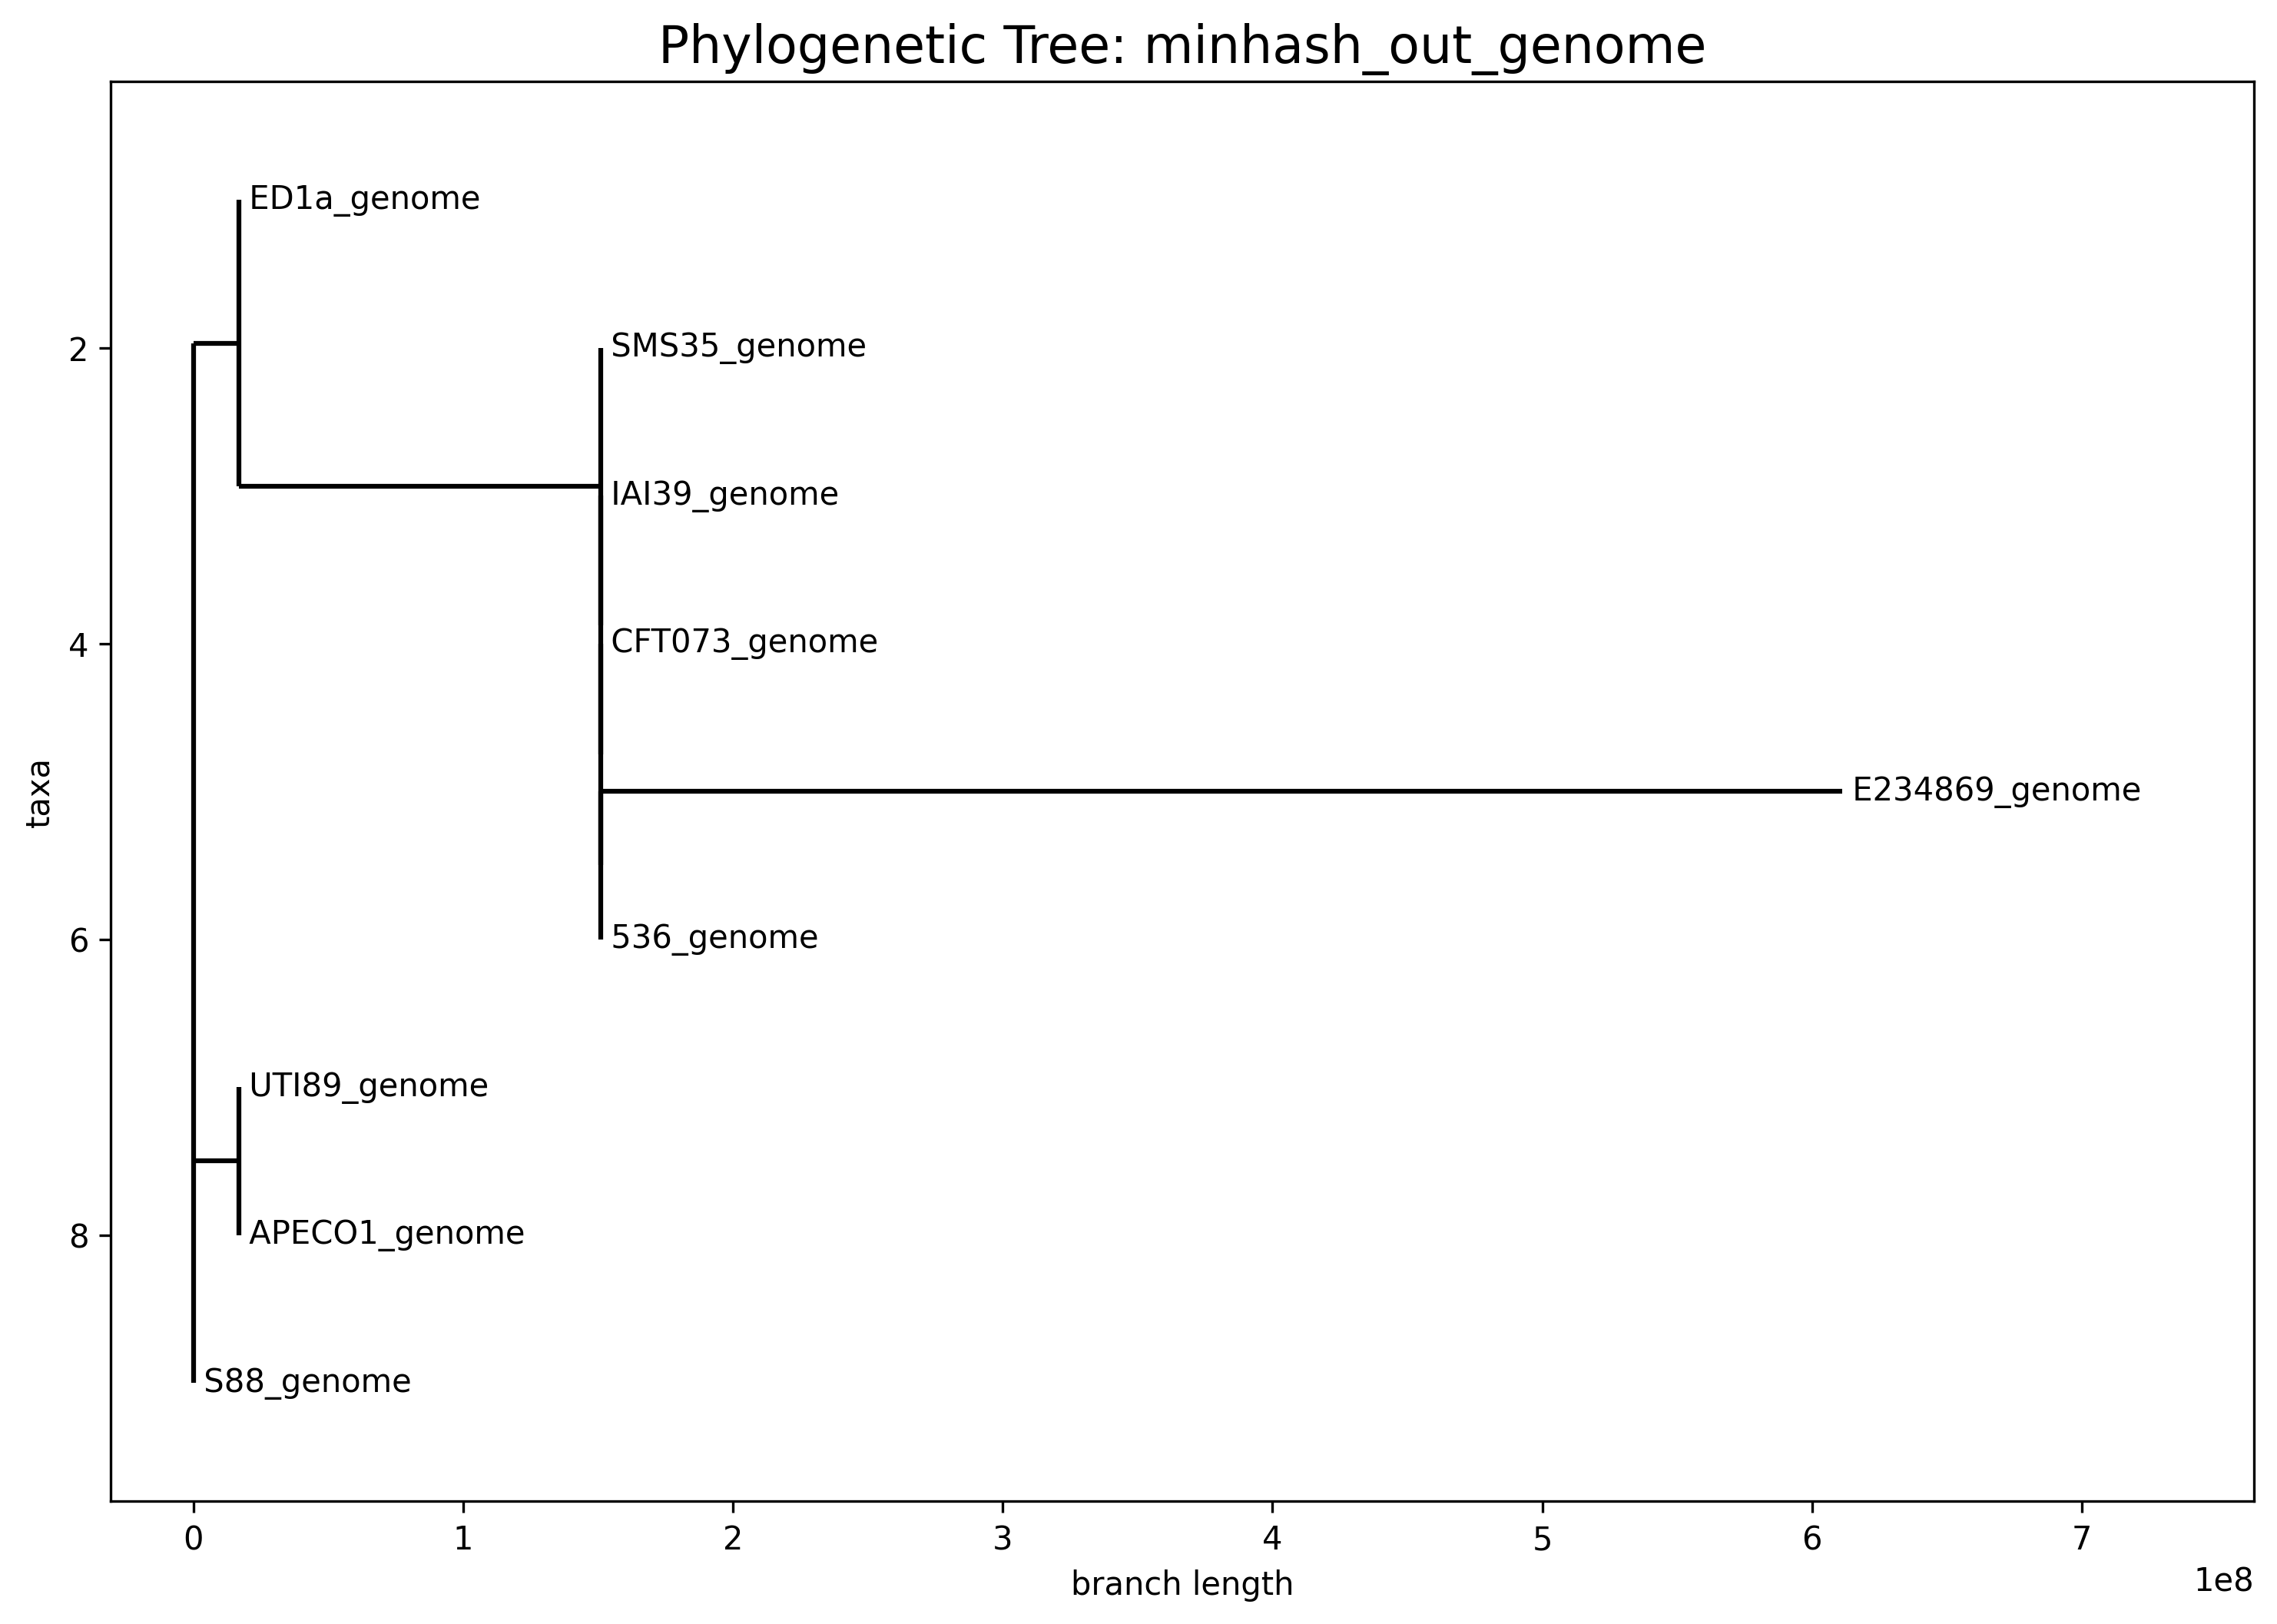 Phylogenetic Tree: minhash_out_genome
ED1a_genome
2
SMS35_genome
IAI39_genome
4
CFT073_genome
taxa
E234869_genome
6
536_genome
UTI89_genome
8
APECO1_genome
S88_genome
0 1 2 3 4 5 6 7
branch length
1e8